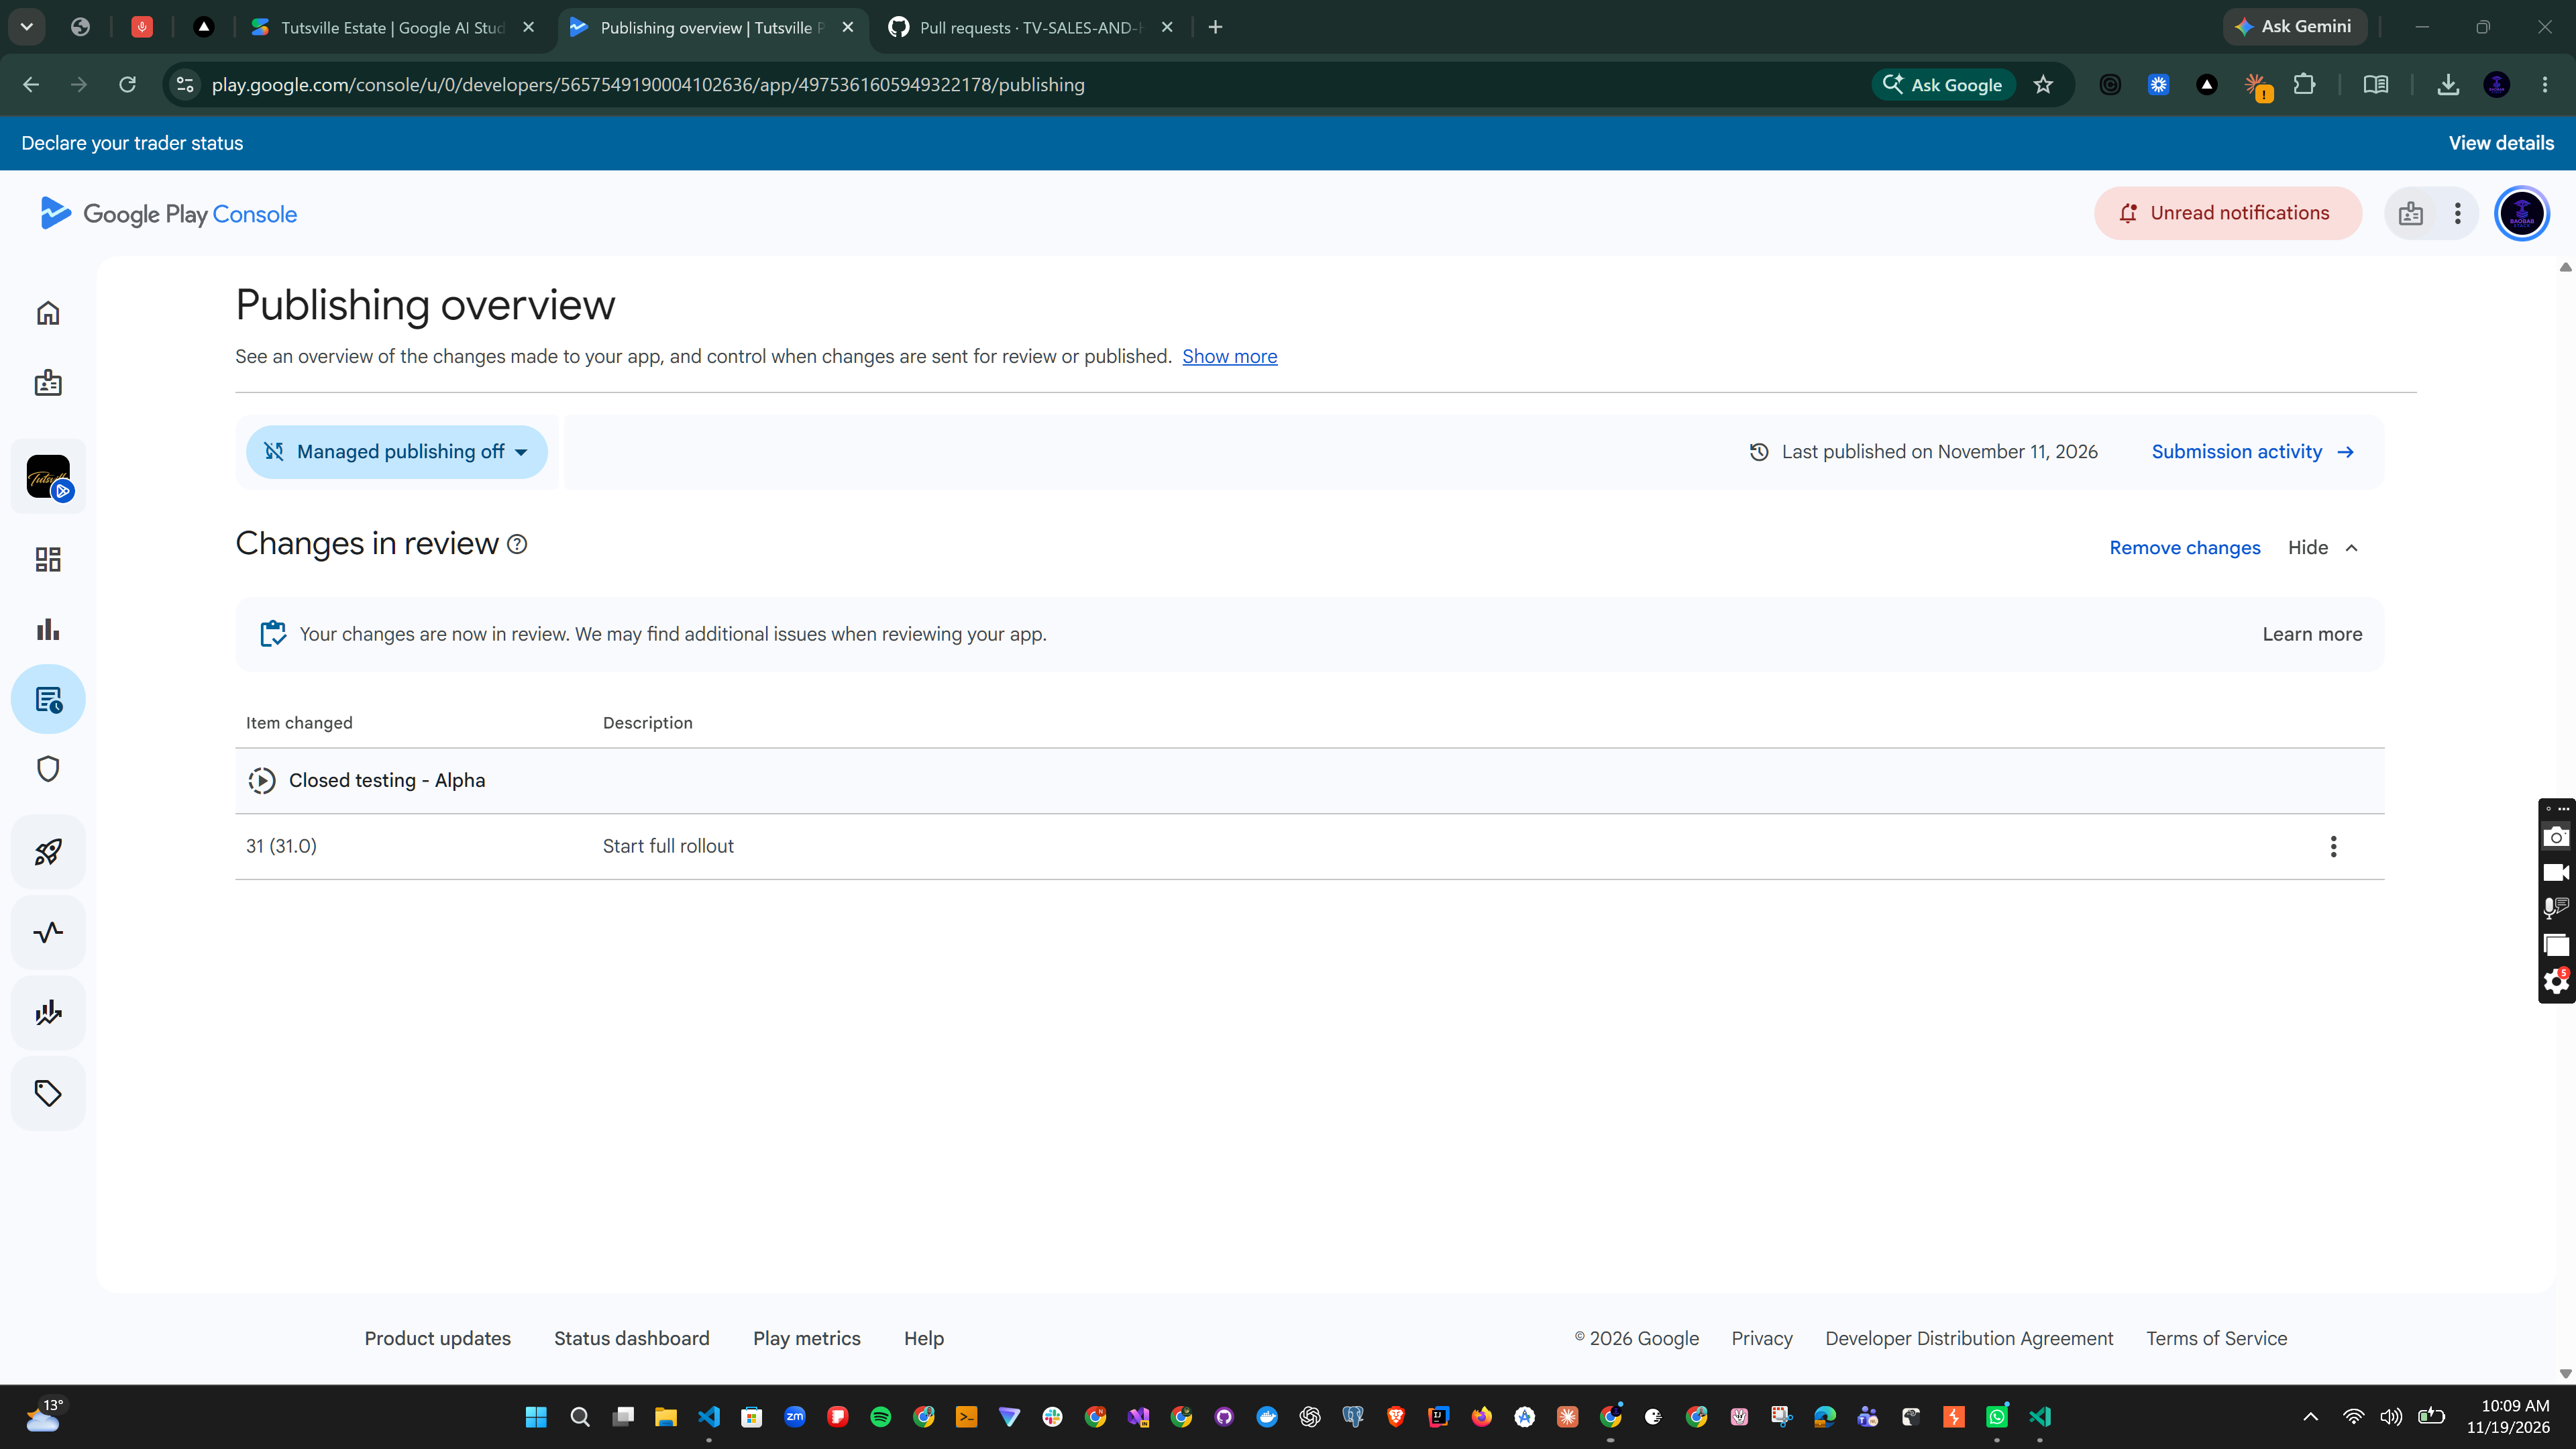 Tutsville Estate | Google AI Stud
Publishing overview | Tutsville P
Pull requests · TV-SALES-AND-H
Ask Gemini
play.google.com/console/u/0/developers/5657549190004102636/app/4975361605949322178/publishing
Ask Google
Declare your trader status
View details
Google Play Console
Unread notifications
Publishing overview
See an overview of the changes made to your app, and control when changes are sent for review or published. Show more
Managed publishing off
Last published on November 11, 2026
Submission activity
Changes in review
Remove changes
Hide
Your changes are now in review. We may find additional issues when reviewing your app.
Learn more
Item changed
Description
Closed testing - Alpha
31 (31.0)
Start full rollout
5
Product updates
Status dashboard
Play metrics
Help
© 2026 Google
Privacy
Developer Distribution Agreement
Terms of Service
13°
zm
10:09 AM
11/19/2026